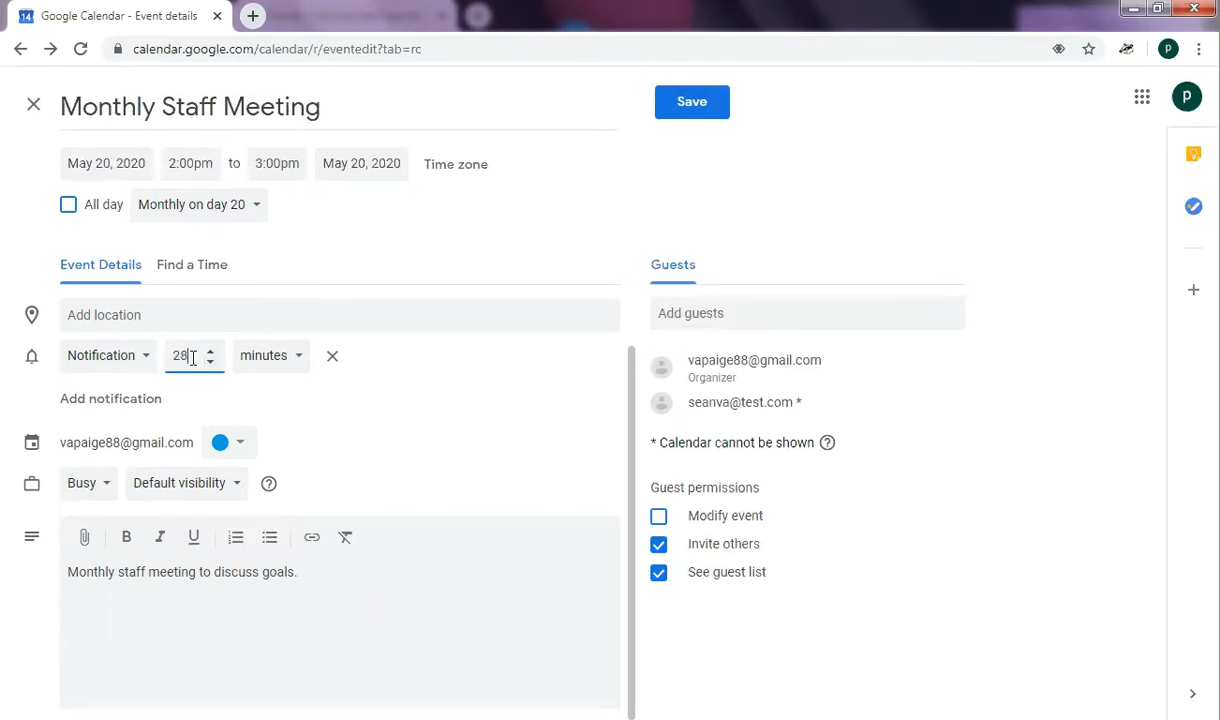 14 Google Calendar - Event details
calendar.google.com/calendar/r/eventedit?tab=rc
p
Monthly Staff Meeting
Save
p
May 20, 2020 2:00pm to 3:00pm May 20, 2020 Time zone
All day Monthly on day 20
Event Details Find a Time
Guests
Add location
Add guests
Notification 28 minutes
vapaige88@gmail.com
Organizer
Add notification
seanva@test.com *
vapaige88@gmail.com
* Calendar cannot be shown
Busy Default visibility
Guest permissions
Modify event
B I U
Invite others
Monthly staff meeting to discuss goals.
See guest list